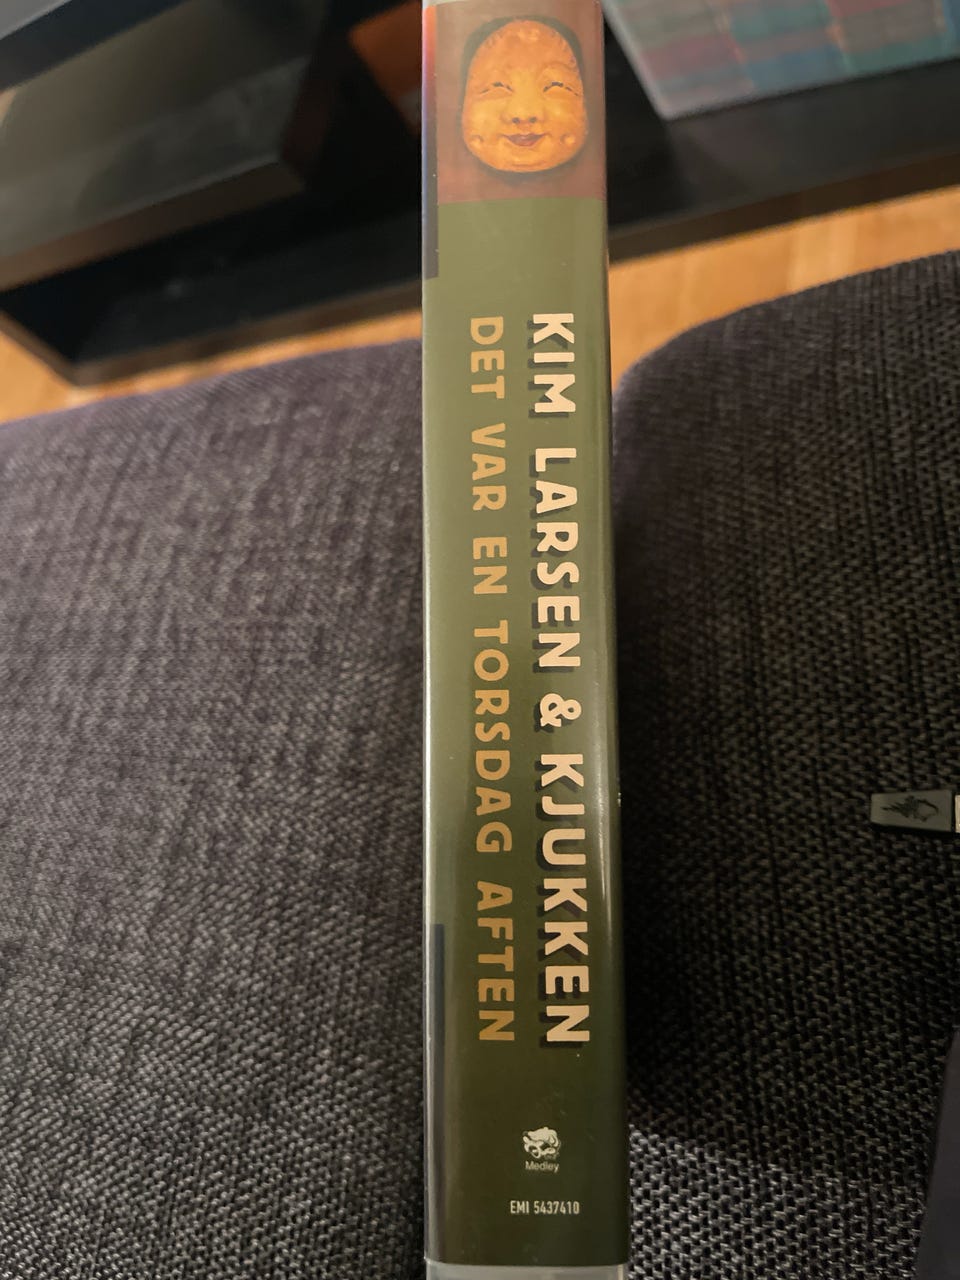 KIM LARSEN & KJUKKEN
DET VAR EN TORSDAG AFTEN
Medley
EMI 5437410